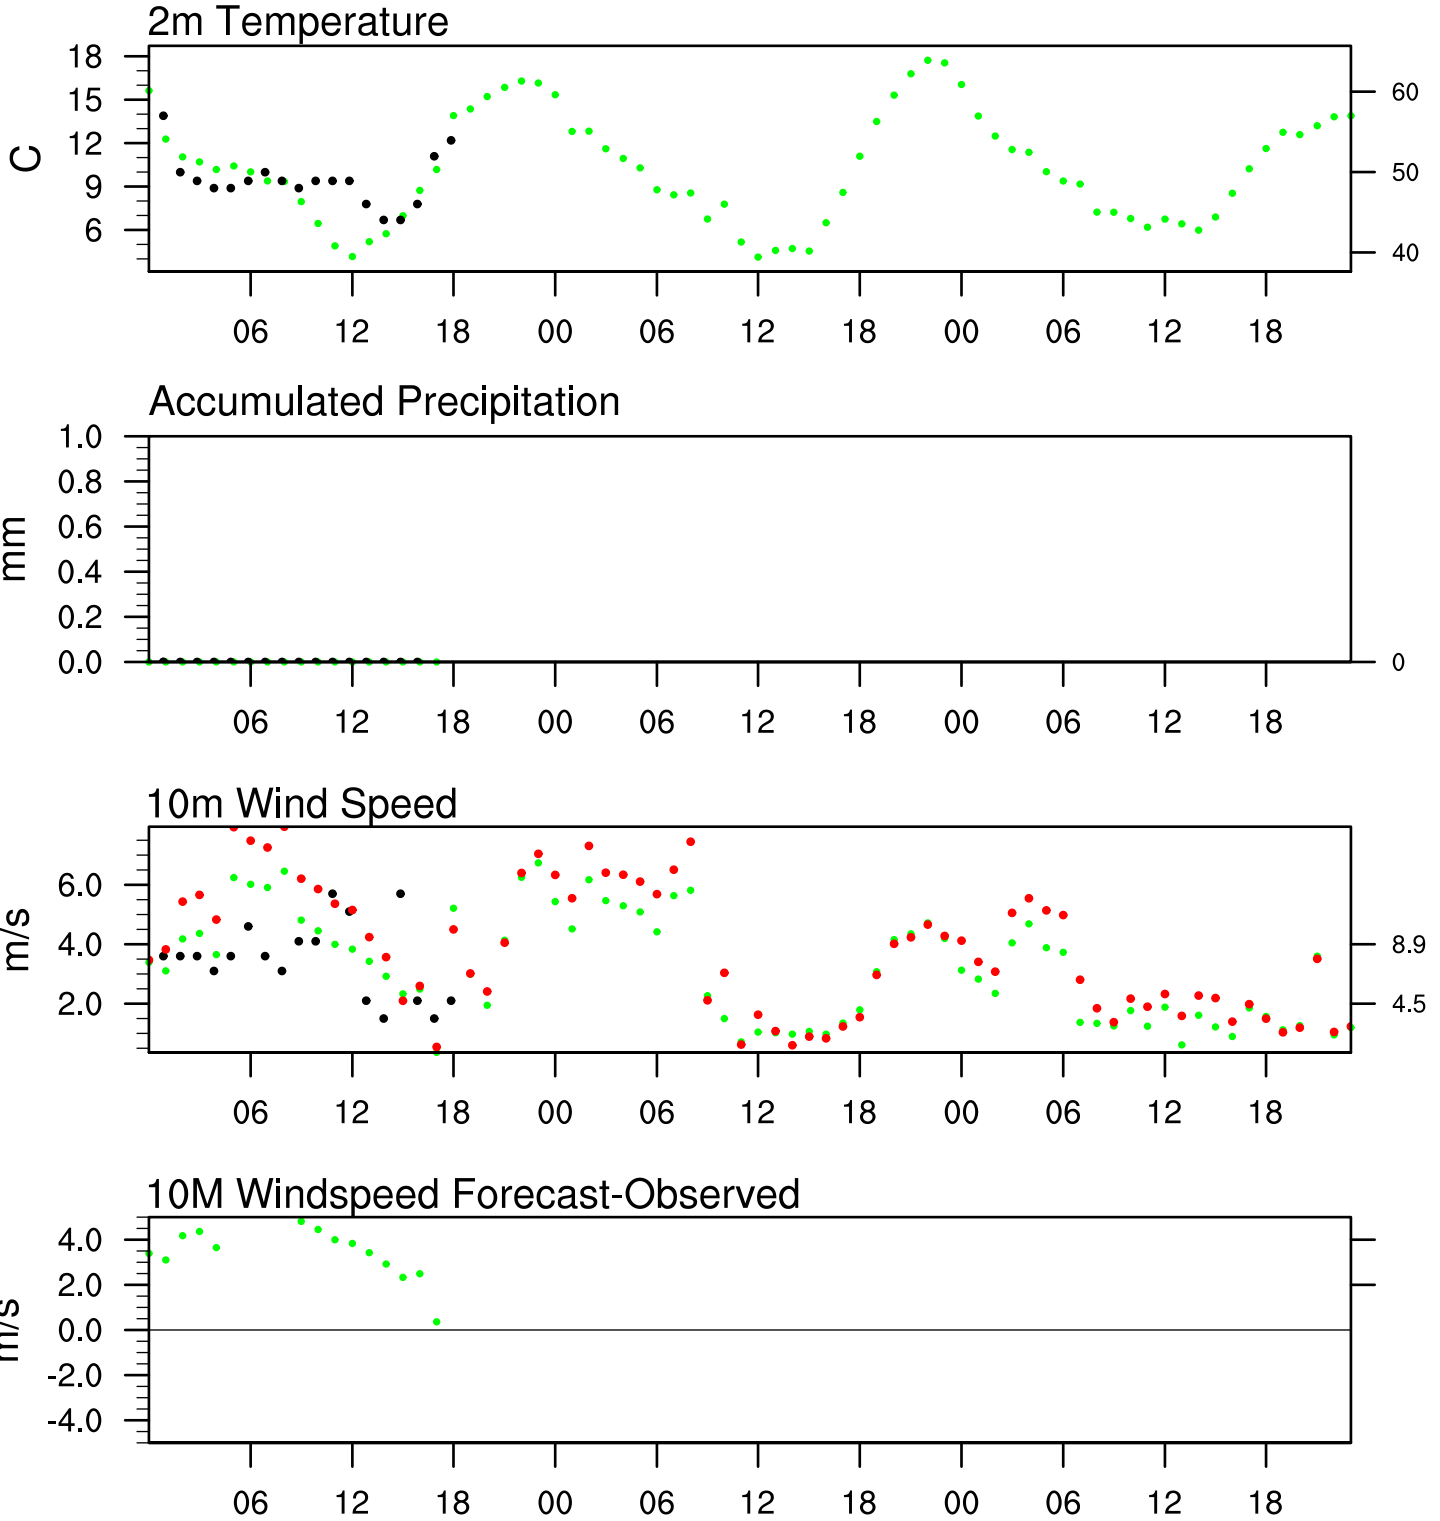 2m Temperature
18
15
12
9
6
C
60
50
40
06 12 18 00 06 12 18 00 06 12 18
Accumulated Precipitation
1.0
0.8
0.6
0.4
0.2
0.0
mm
0
06 12 18 00 06 12 18 00 06 12 18
10m Wind Speed
6.0
4.0
2.0
m/s
8.9
4.5
06 12 18 00 06 12 18 00 06 12 18
10M Windspeed Forecast-Observed
4.0
2.0
0.0
-2.0
-4.0
m/s
06 12 18 00 06 12 18 00 06 12 18